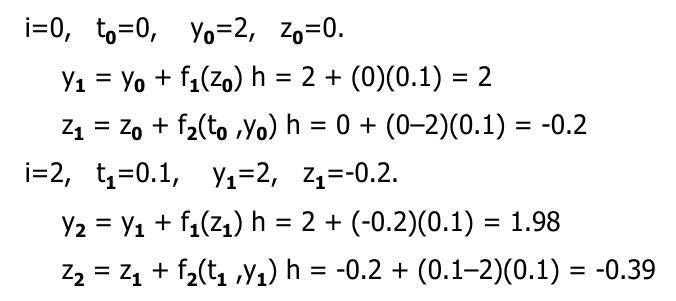 i=0, t₀=0, y₀=2, z₀=0.
y₁ = y₀ + f₁(z₀) h = 2 + (0)(0.1) = 2
z₁ = z₀ + f₂(t₀ ,y₀) h = 0 + (0–2)(0.1) = -0.2
i=2, t₁=0.1, y₁=2, z₁=-0.2.
y₂ = y₁ + f₁(z₁) h = 2 + (-0.2)(0.1) = 1.98
z₂ = z₁ + f₂(t₁ ,y₁) h = -0.2 + (0.1–2)(0.1) = -0.39